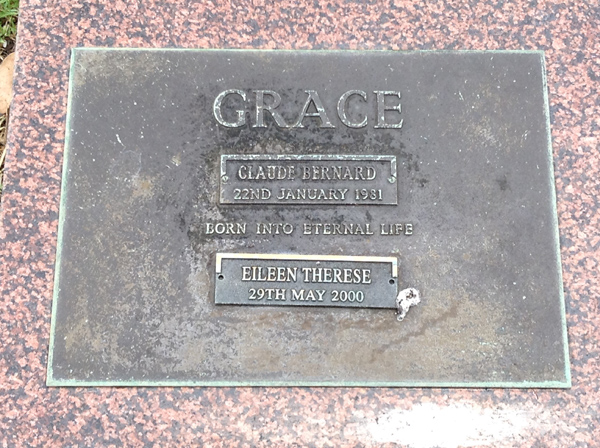 GRACE
CLAUDE BERNARD
22ND JANUARY 1981
BORN INTO ETERNAL LIFE
EILEEN THERESE
29TH MAY 2000